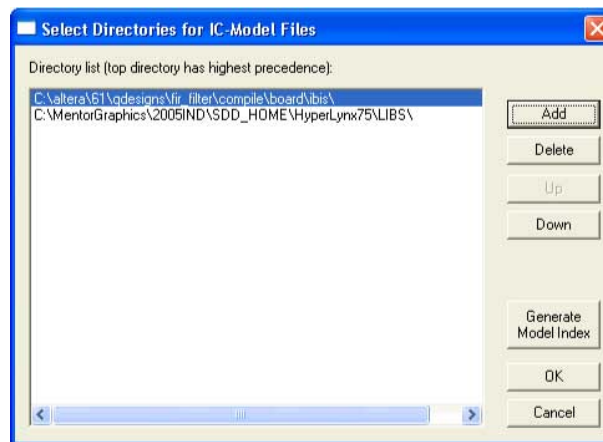 Select Directories for IC-Model Files
Directory list (top directory has highest precedence):
C:\altera\61\qdesigns\fir_filter\compile\board\ibis\
C:\MentorGraphics\2005IND\SDD_HOME\HyperLynx75\LIBS\
Add
Delete
Up
Down
Generate
Model Index
OK
Cancel